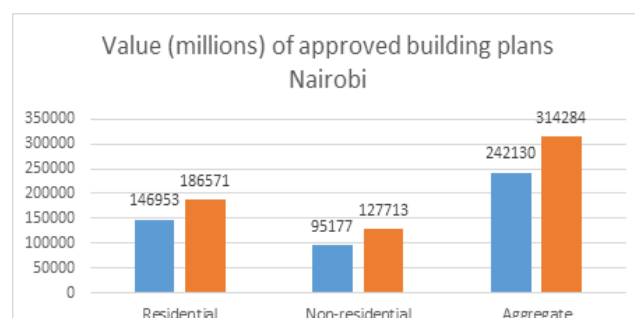 Value (millions) of approved building plans
Nairobi
350000
300000
250000
200000
150000
100000
50000
0
146953
186571
95177
127713
242130
314284
Residential
Non-residential
Aggregate